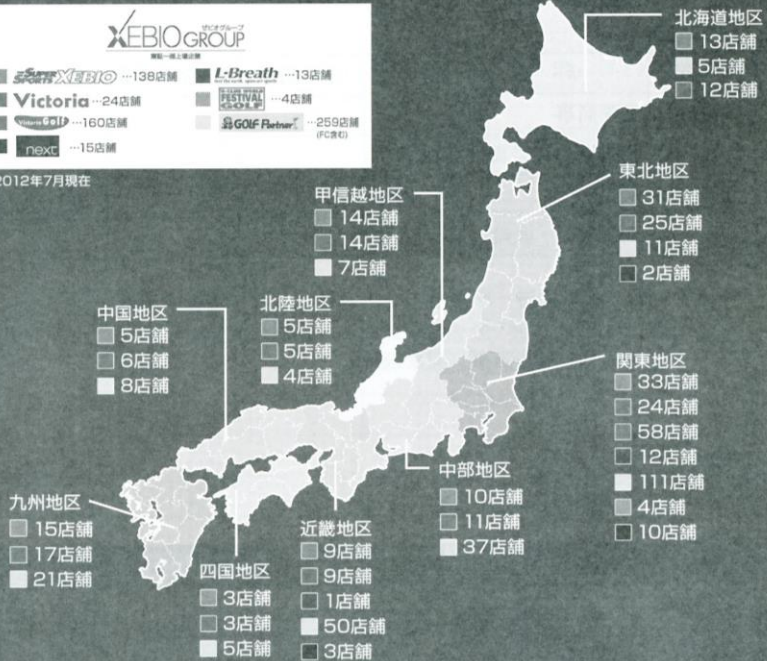 ザビオグループ
XEBIO GROUP
東証一部上場企業
SUPER SPORTS XEBIO …138店舗
L-Breath …13店舗
Victoria …24店舗
FESTIVAL GOLF …4店舗
Victoria Golf …160店舗
GOLF Partner …259店舗
(FC含む)
next …15店舗
2012年7月現在
北海道地区
13店舗
5店舗
12店舗
東北地区
31店舗
25店舗
11店舗
2店舗
甲信越地区
14店舗
14店舗
7店舗
北陸地区
5店舗
5店舗
4店舗
中国地区
5店舗
6店舗
8店舗
関東地区
33店舗
24店舗
58店舗
12店舗
111店舗
4店舗
10店舗
中部地区
10店舗
11店舗
37店舗
九州地区
15店舗
17店舗
21店舗
近畿地区
9店舗
9店舗
1店舗
50店舗
3店舗
四国地区
3店舗
3店舗
5店舗